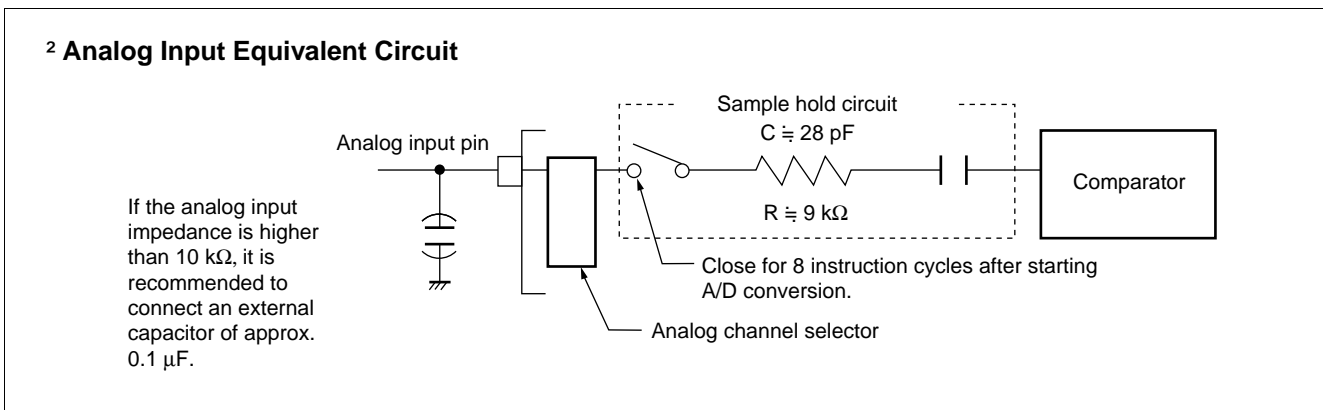 ² Analog Input Equivalent Circuit
Sample hold circuit
C ≒ 28 pF
Analog input pin
Comparator
R ≒ 9 kΩ
If the analog input
impedance is higher
than 10 kΩ, it is
recommended to
connect an external
capacitor of approx.
0.1 µF.
Close for 8 instruction cycles after starting
A/D conversion.
Analog channel selector